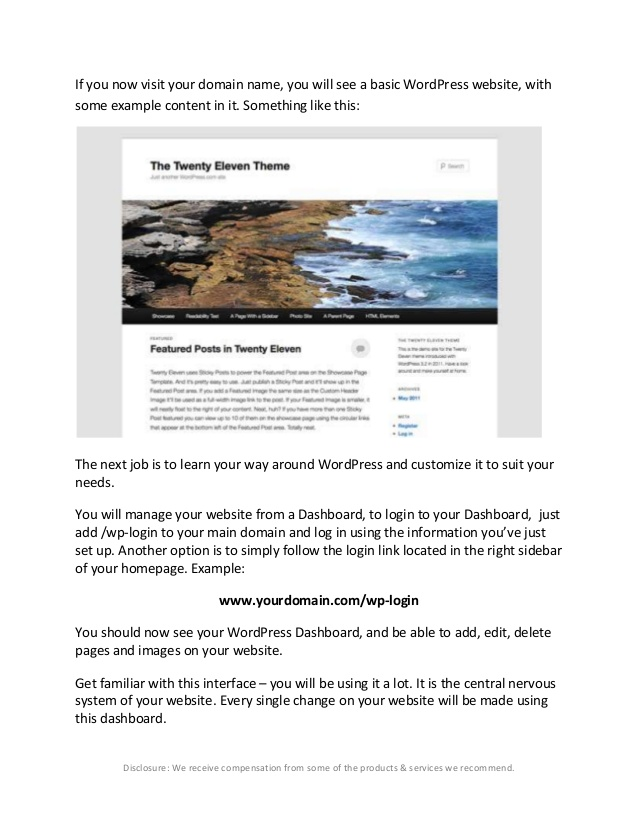 If you now visit your domain name, you will see a basic WordPress website, with
some example content in it. Something like this:
The Twenty Eleven Theme
Just another WordPress.com site
Search
Showcase Readability Test A Page With a Sidebar Photo Site A Parent Page HTML Elements
FEATURED
Featured Posts in Twenty Eleven
Twenty Eleven uses Sticky Posts to power the Featured Post area on the Showcase Page
Template. And it's pretty easy to use. Just publish a Sticky Post and it'll show up in the
Featured Post area. If you add a Featured Image the same size as the Custom Header
Image it'll be used as a full-width image link to the post. If your Featured Image is smaller, it
will neatly float to the right of your content. Neat, huh? If you have more than one Sticky
Post featured you can view up to 10 of them on the showcase page using the circular links
that appear at the bottom left of the Featured Post area. Totally neat.
THE TWENTY ELEVEN THEME
This is the demo site for the Twenty
Eleven theme introduced with
WordPress 3.2 in 2011. Have a look
around and make yourself at home.
ARCHIVES
May 2011
META
Register
Log in
The next job is to learn your way around WordPress and customize it to suit your
needs.
You will manage your website from a Dashboard, to login to your Dashboard,  just
add /wp-login to your main domain and log in using the information you’ve just
set up. Another option is to simply follow the login link located in the right sidebar
of your homepage. Example:
www.yourdomain.com/wp-login
You should now see your WordPress Dashboard, and be able to add, edit, delete
pages and images on your website.
Get familiar with this interface – you will be using it a lot. It is the central nervous
system of your website. Every single change on your website will be made using
this dashboard.
Disclosure: We receive compensation from some of the products & services we recommend.